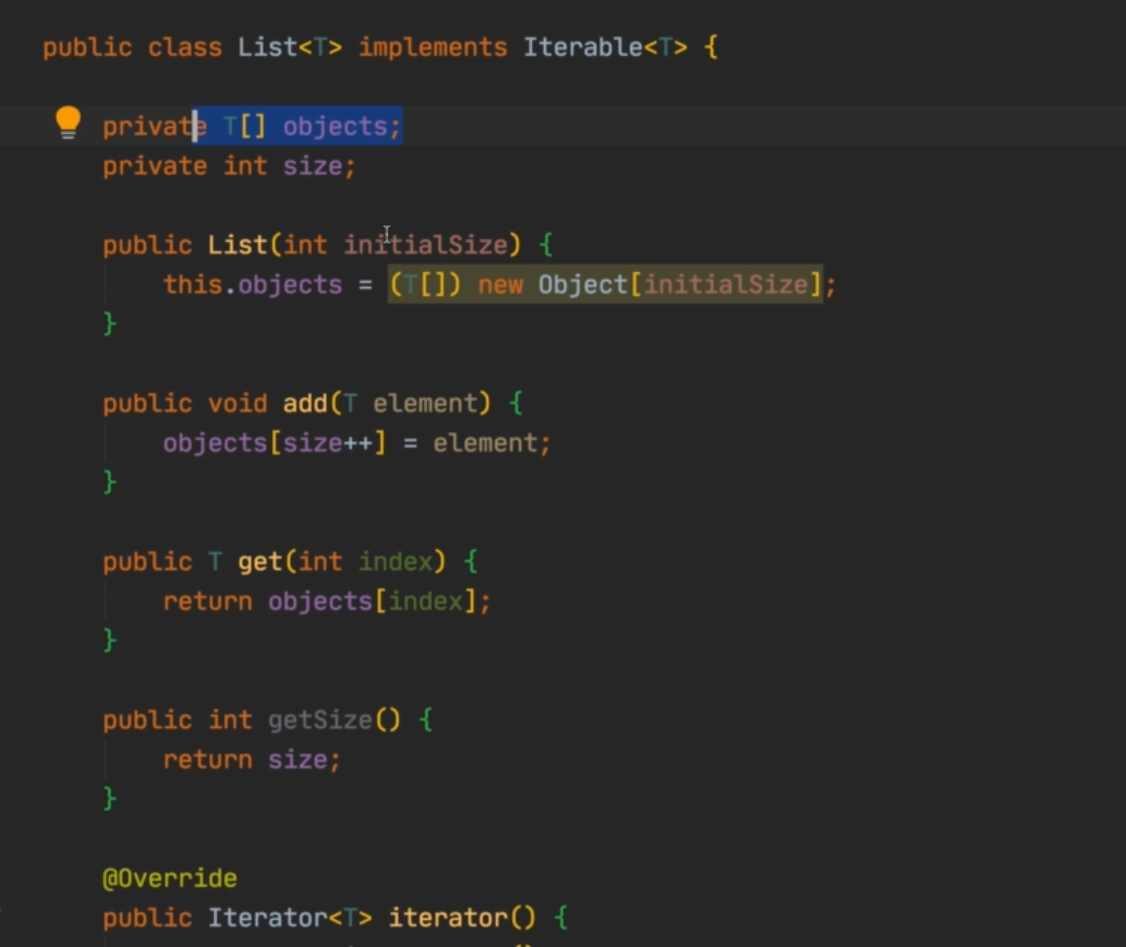 public class List<T> implements Iterable<T> {
private T[] objects;
private int size;
public List(int initialSize) {
this.objects = (T[]) new Object[initialSize];
}
public void add(T element) {
objects[size++] = element;
}
public T get(int index) {
return objects[index];
}
public int getSize() {
return size;
}
@Override
public Iterator<T> iterator() {